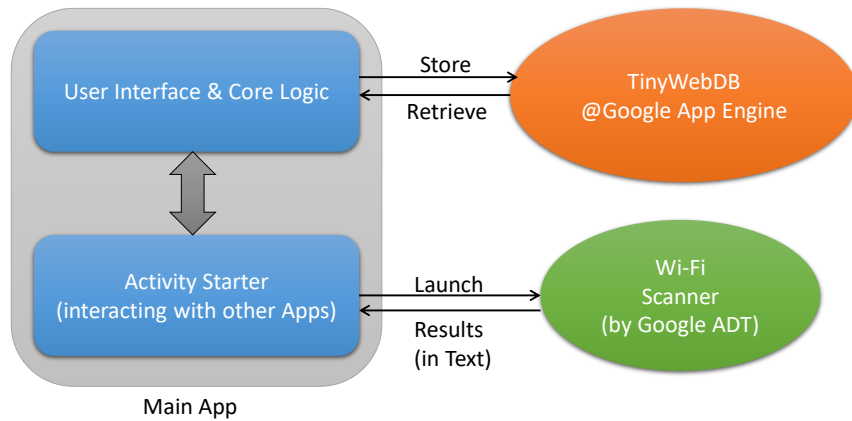 User Interface & Core Logic
Store
Retrieve
TinyWebDB
@Google App Engine
Activity Starter
(interacting with other Apps)
Launch
Results
(in Text)
Wi-Fi
Scanner
(by Google ADT)
Main App